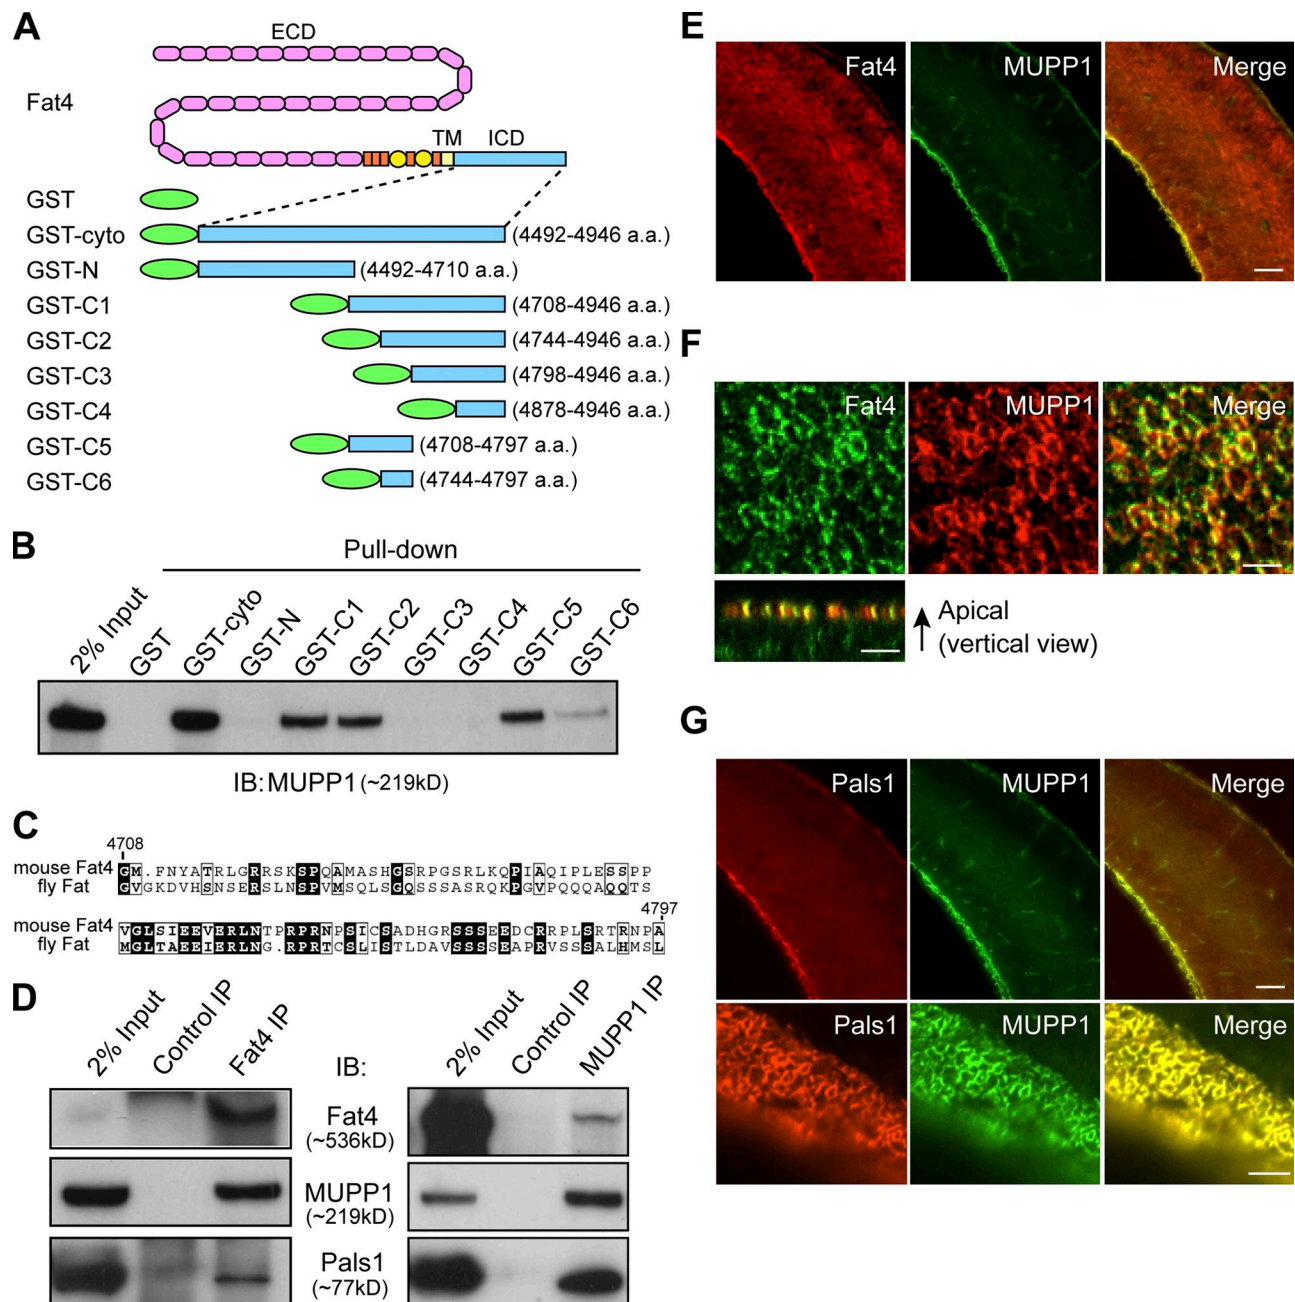 A
ECD
Fat4
TM ICD
GST
GST-cyto (4492-4946 a.a.)
GST-N (4492-4710 a.a.)
GST-C1 (4708-4946 a.a.)
GST-C2 (4744-4946 a.a.)
GST-C3 (4798-4946 a.a.)
GST-C4 (4878-4946 a.a.)
GST-C5 (4708-4797 a.a.)
GST-C6 (4744-4797 a.a.)
B
Pull-down
2% Input GST GST-cyto GST-N GST-C1 GST-C2 GST-C3 GST-C4 GST-C5 GST-C6
IB: MUPP1 (~219kD)
C
4708
mouse Fat4 GM.FNYATRLGRRSKSPQAMASHGSRPGSRLKQPIAQIPLESSPP
fly Fat GVGKDVHSNSERSLNSPVMSQLSGQSSSASRQKPGVPQQQAQQTS
4797
mouse Fat4 VGLSIEEVERLNTPRPRNPSICSADHGRSSSEEDCRRPLSRTRNPA
fly Fat MGLTAEEIERLNG.RPRTCSLISTLDAVSSSSEAPRVSSSALHMSL
D
2% Input Control IP Fat4 IP IB: 2% Input Control IP MUPP1 IP
Fat4
(~536kD)
MUPP1
(~219kD)
Pals1
(~77kD)
E
Fat4 MUPP1 Merge
F
Fat4 MUPP1 Merge
Apical
(vertical view)
G
Pals1 MUPP1 Merge
Pals1 MUPP1 Merge